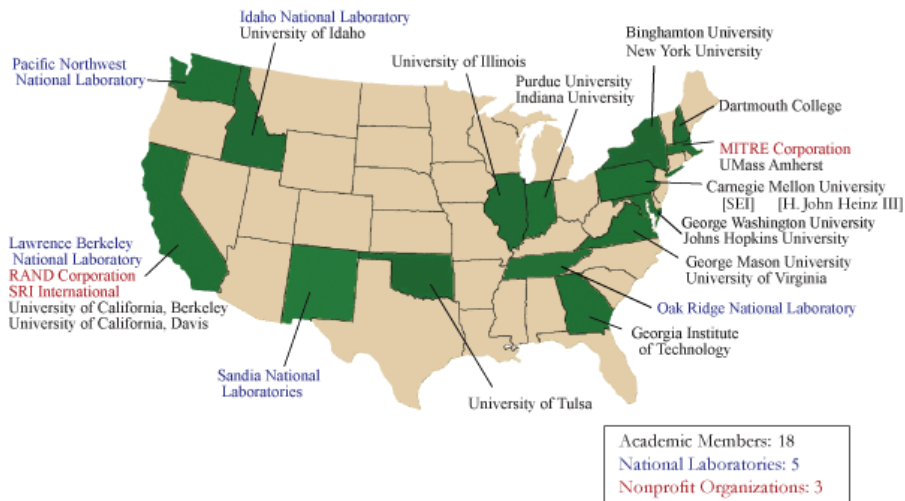 Idaho National Laboratory
University of Idaho
Pacific Northwest
National Laboratory
University of Illinois
Purdue University
Indiana University
Binghamton University
New York University
Dartmouth College
MITRE Corporation
UMass Amherst
Carnegie Mellon University
[SEI] [H. John Heinz III]
George Washington University
Johns Hopkins University
George Mason University
University of Virginia
Oak Ridge National Laboratory
Georgia Institute
of Technology
Lawrence Berkeley
National Laboratory
RAND Corporation
SRI International
University of California, Berkeley
University of California, Davis
Sandia National
Laboratories
University of Tulsa
Academic Members: 18
National Laboratories: 5
Nonprofit Organizations: 3